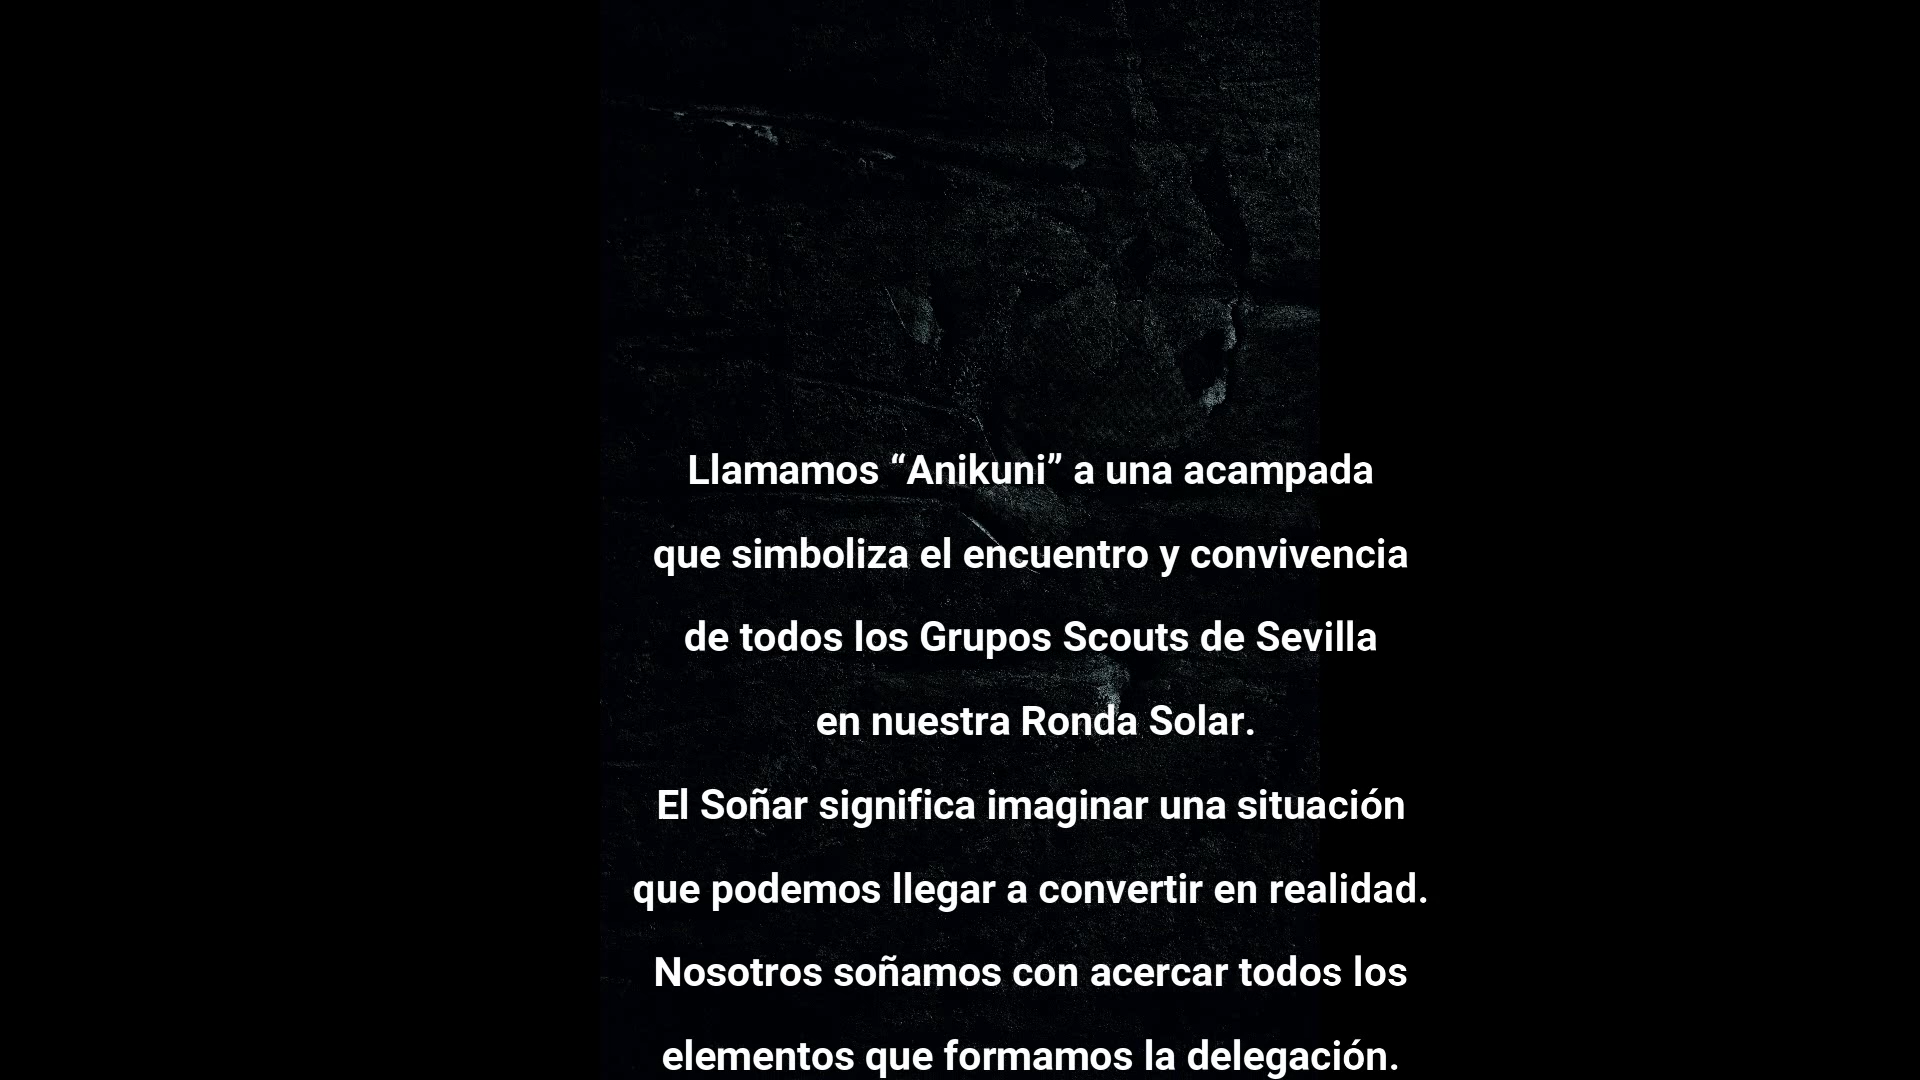 Llamamos “Anikuni” a una acampada
que simboliza el encuentro y convivencia
de todos los Grupos Scouts de Sevilla
en nuestra Ronda Solar.
El Soñar significa imaginar una situación
que podemos llegar a convertir en realidad.
Nosotros soñamos con acercar todos los
elementos que formamos la delegación.